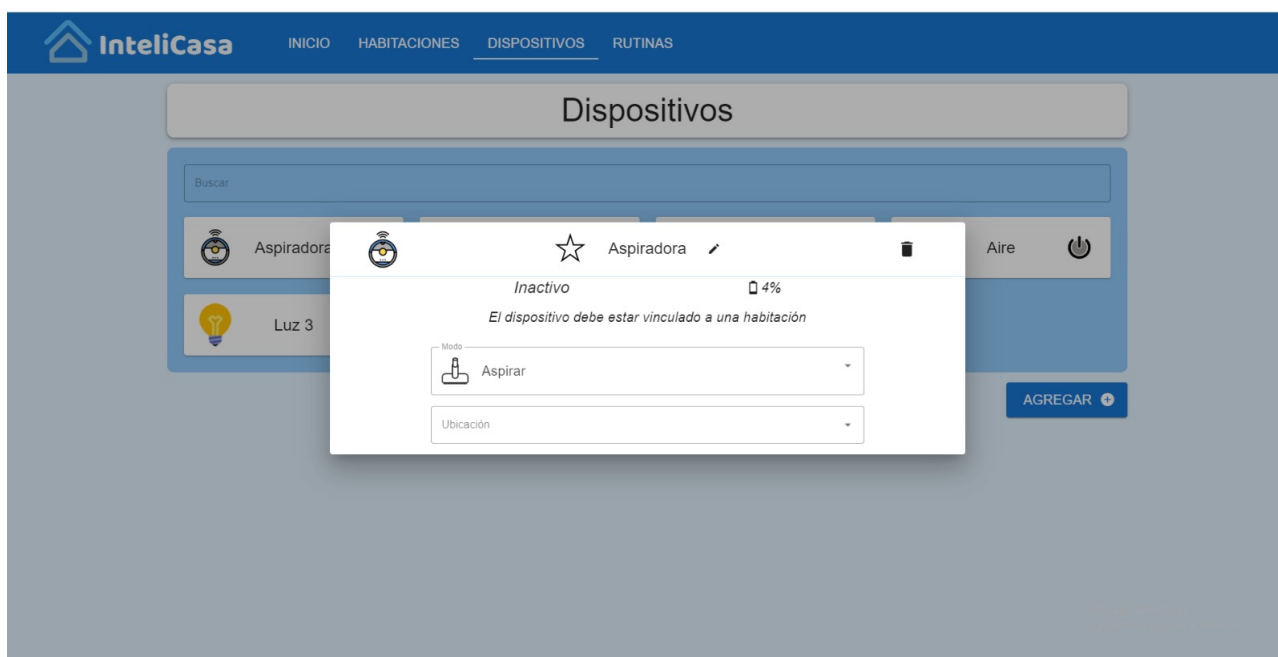 InteliCasa INICIO HABITACIONES DISPOSITIVOS RUTINAS
Dispositivos
Buscar
Aspiradora
Aire
Luz 3
Aspiradora
Inactivo 4%
El dispositivo debe estar vinculado a una habitación
Modo
Aspirar
Ubicación
AGREGAR